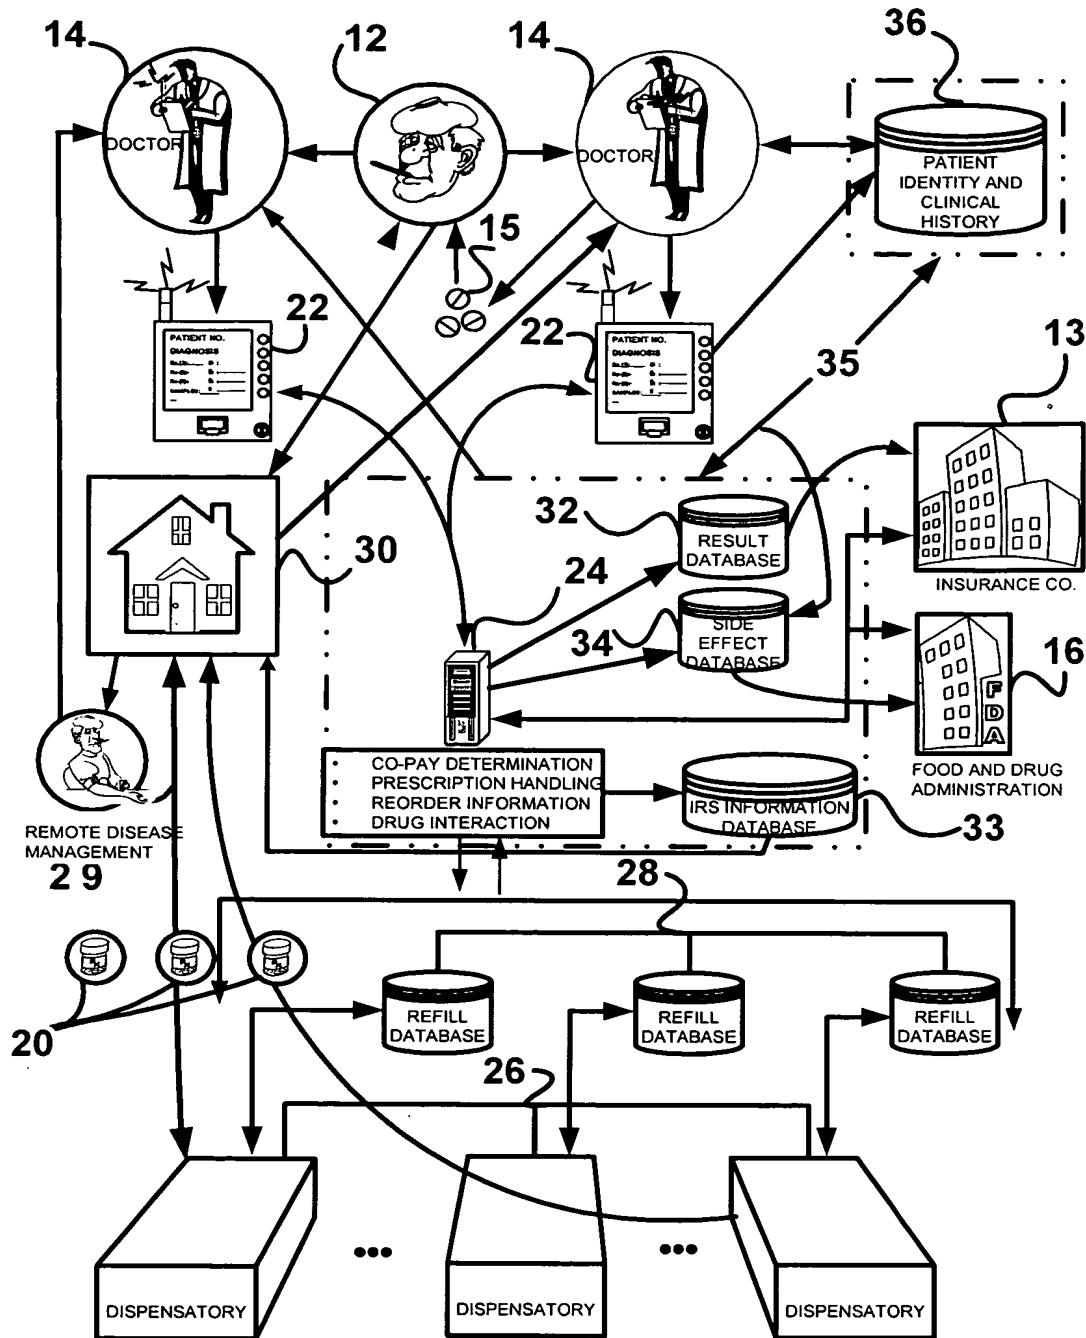 14
12
14
36
DOCTOR
DOCTOR
PATIENT
IDENTITY AND
CLINICAL
HISTORY
15
22
PATIENT NO.
DIAGNOSIS
22
PATIENT NO.
DIAGNOSIS
35
13
32
RESULT
DATABASE
30
24
INSURANCE CO.
34
SIDE
EFFECT
DATABASE
16
FDA
• CO-PAY DETERMINATION
• PRESCRIPTION HANDLING
• REORDER INFORMATION
• DRUG INTERACTION
FOOD AND DRUG
ADMINISTRATION
IRS INFORMATION
DATABASE
33
REMOTE DISEASE
MANAGEMENT
29
28
20
REFILL
DATABASE
REFILL
DATABASE
REFILL
DATABASE
26
•••
•••
DISPENSATORY
DISPENSATORY
DISPENSATORY